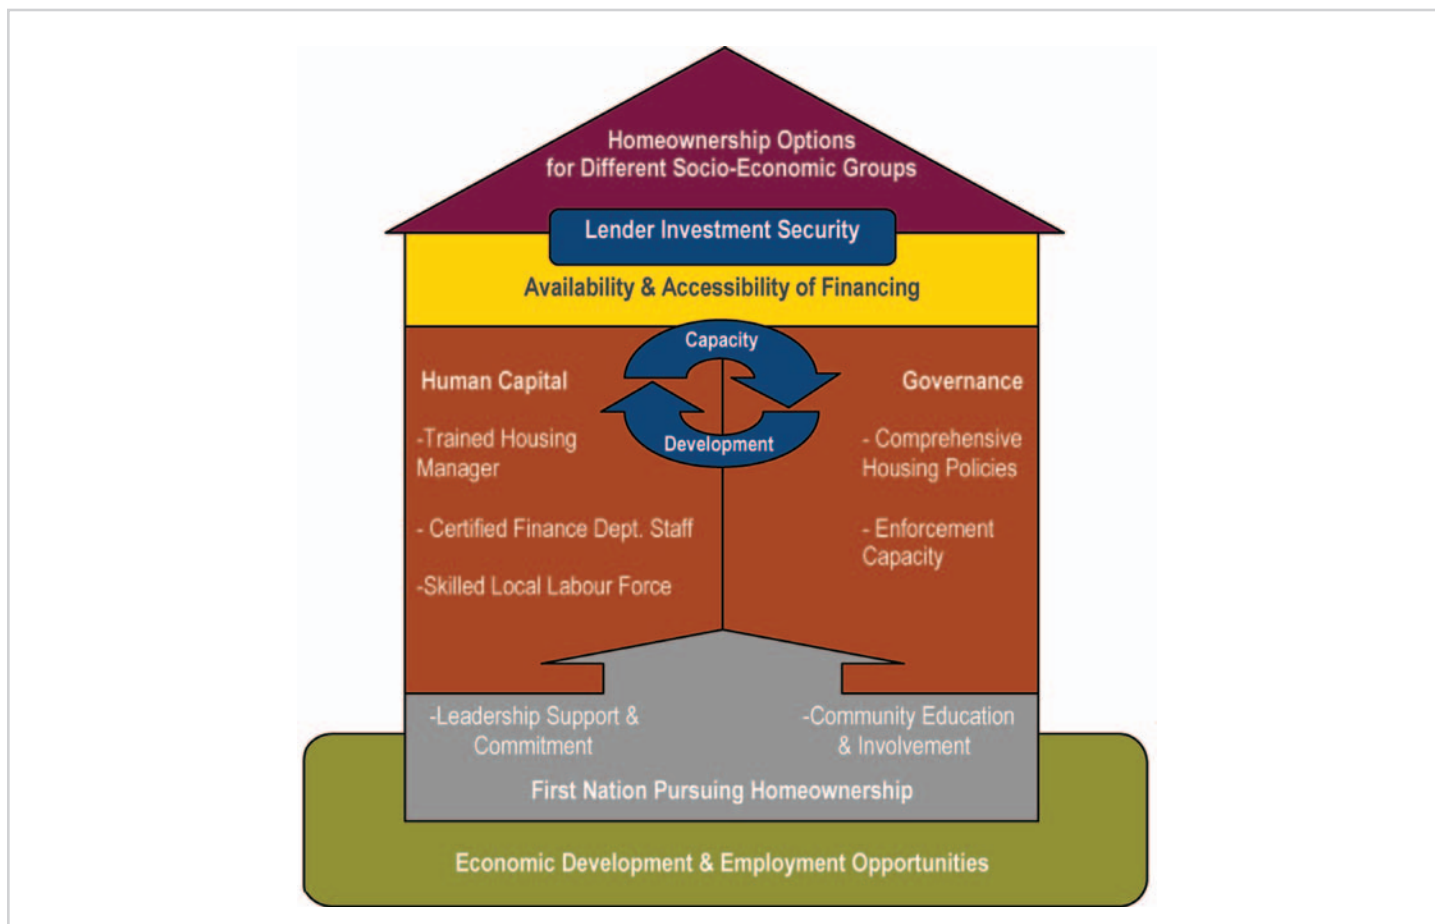 Homeownership Options
for Different Socio-Economic Groups
Lender Investment Security
Availability & Accessibility of Financing
Capacity
Development
Human Capital
-Trained Housing
Manager
- Certified Finance Dept. Staff
-Skilled Local Labour Force
Governance
- Comprehensive
Housing Policies
- Enforcement
Capacity
-Leadership Support &
Commitment
-Community Education
& Involvement
First Nation Pursuing Homeownership
Economic Development & Employment Opportunities